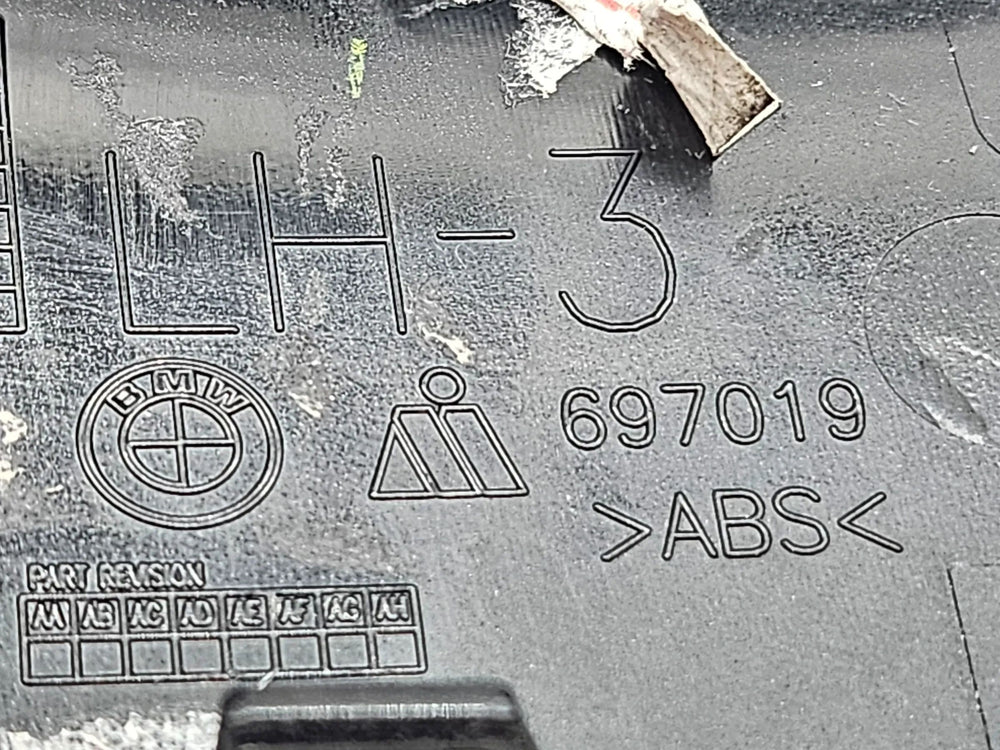 LH-3
BMW
697019
>ABS<
PART REVISION
AA AB AC AD AE AF AG AH